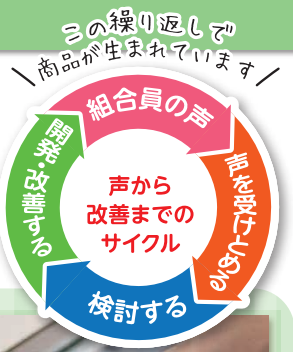 この繰り返しで
商品が生まれています
組合員の声
声を受けとめる
検討する
開発・改善する
声から
改善までの
サイクル